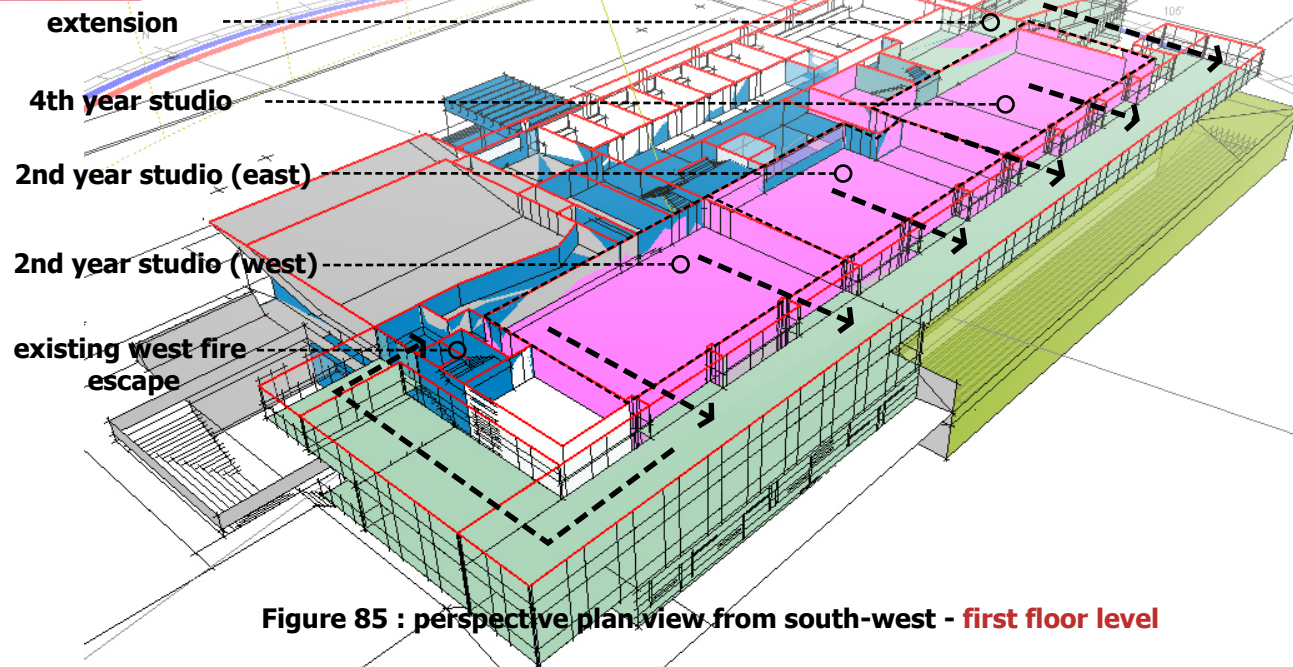 extension
105'
4th year studio
2nd year studio (east)
2nd year studio (west)
existing west fire
escape
Figure 85 : perspective plan view from south-west - first floor level